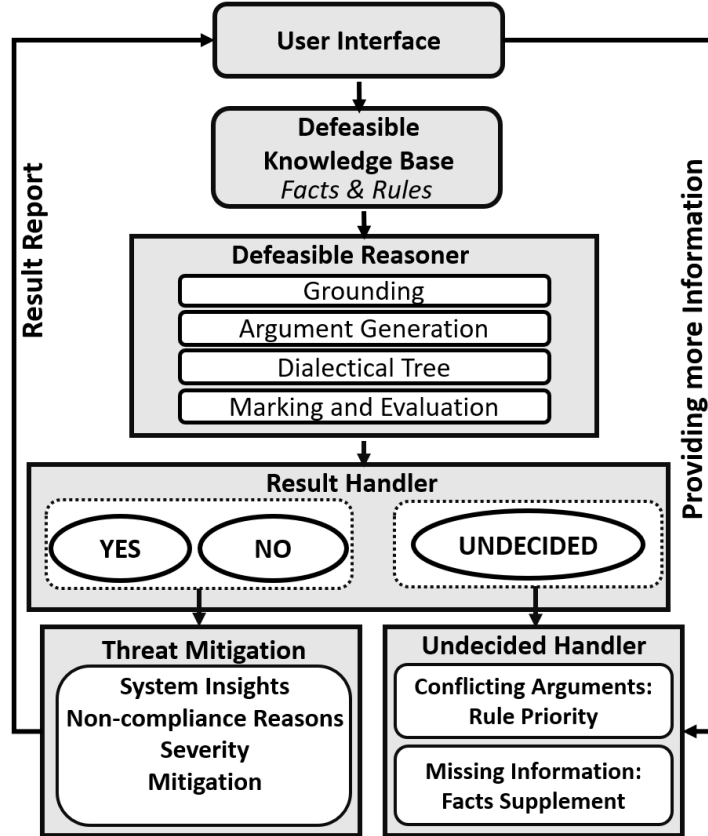 User Interface
Defeasible
Knowledge Base
Facts & Rules
Defeasible Reasoner
Grounding
Argument Generation
Dialectical Tree
Marking and Evaluation
Result Handler
YES
NO
UNDECIDED
Threat Mitigation
System Insights
Non-compliance Reasons
Severity
Mitigation
Undecided Handler
Conflicting Arguments:
Rule Priority
Missing Information:
Facts Supplement
Result Report
Providing more Information